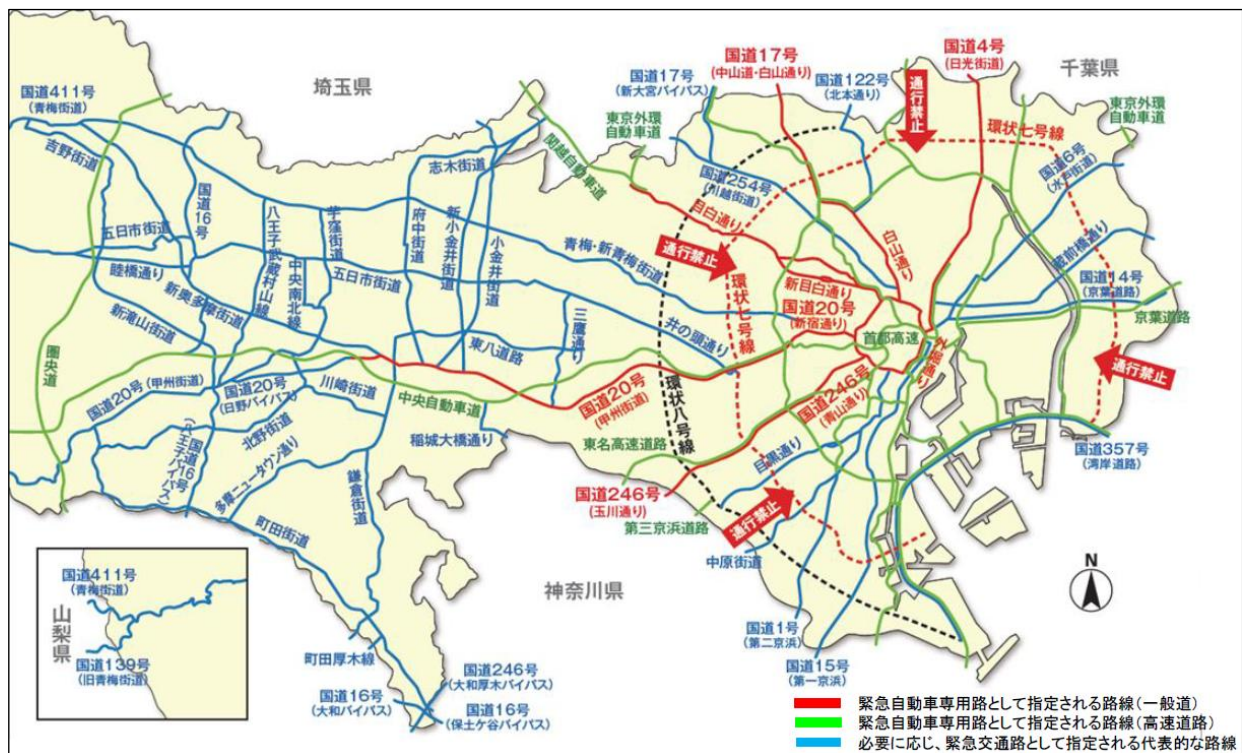 国道411号
(青梅街道)
吉野街道
五日市街道
国道16号
睦橋通り
新奥多摩街道
新滝山街道
圏央道
八王子武蔵村山線
芋窪街道
中央南北線
埼玉県
志木街道
府中街道
新小金井街道
小金井街道
五日市街道
青梅・新青梅街道
三鷹通り
東八道路
井の頭通り
国道20号(甲州街道)
国道20号
(日野バイパス)
川崎街道
北野街道
国道16号
(八王子バイパス)
多摩ニュータウン通り
町田街道
鎌倉街道
稲城大橋通り
中央自動車道
国道20号
(甲州街道)
関越自動車道
東京外環
自動車道
国道17号
(新大宮バイパス)
国道17号
(中山道・白山通り)
国道122号
(北本通り)
国道4号
(日光街道)
千葉県
東京外環
自動車道
通行禁止
環状七号線
国道6号
(水戸街道)
国道254号
(川越街道)
目白通り
白山通り
蔵前橋通り
通行禁止
環状七号線
新目白通り
国道20号
(新宿通り)
首都高速
国道14号
(京葉道路)
京葉道路
通行禁止
国道246号
(青山通り)
環状八号線
東名高速道路
目黒通り
国道246号
(玉川通り)
第三京浜道路
通行禁止
中原街道
国道357号
(湾岸道路)
神奈川県
国道1号
(第二京浜)
国道15号
(第一京浜)
N
国道411号
(青梅街道)
山梨県
国道139号
(旧青梅街道)
町田厚木線
国道16号
(大和バイパス)
国道246号
(大和厚木バイパス)
国道16号
(保土ケ谷バイパス)
緊急自動車専用路として指定される路線(一般道)
緊急自動車専用路として指定される路線(高速道路)
必要に応じ、緊急交通路として指定される代表的な路線